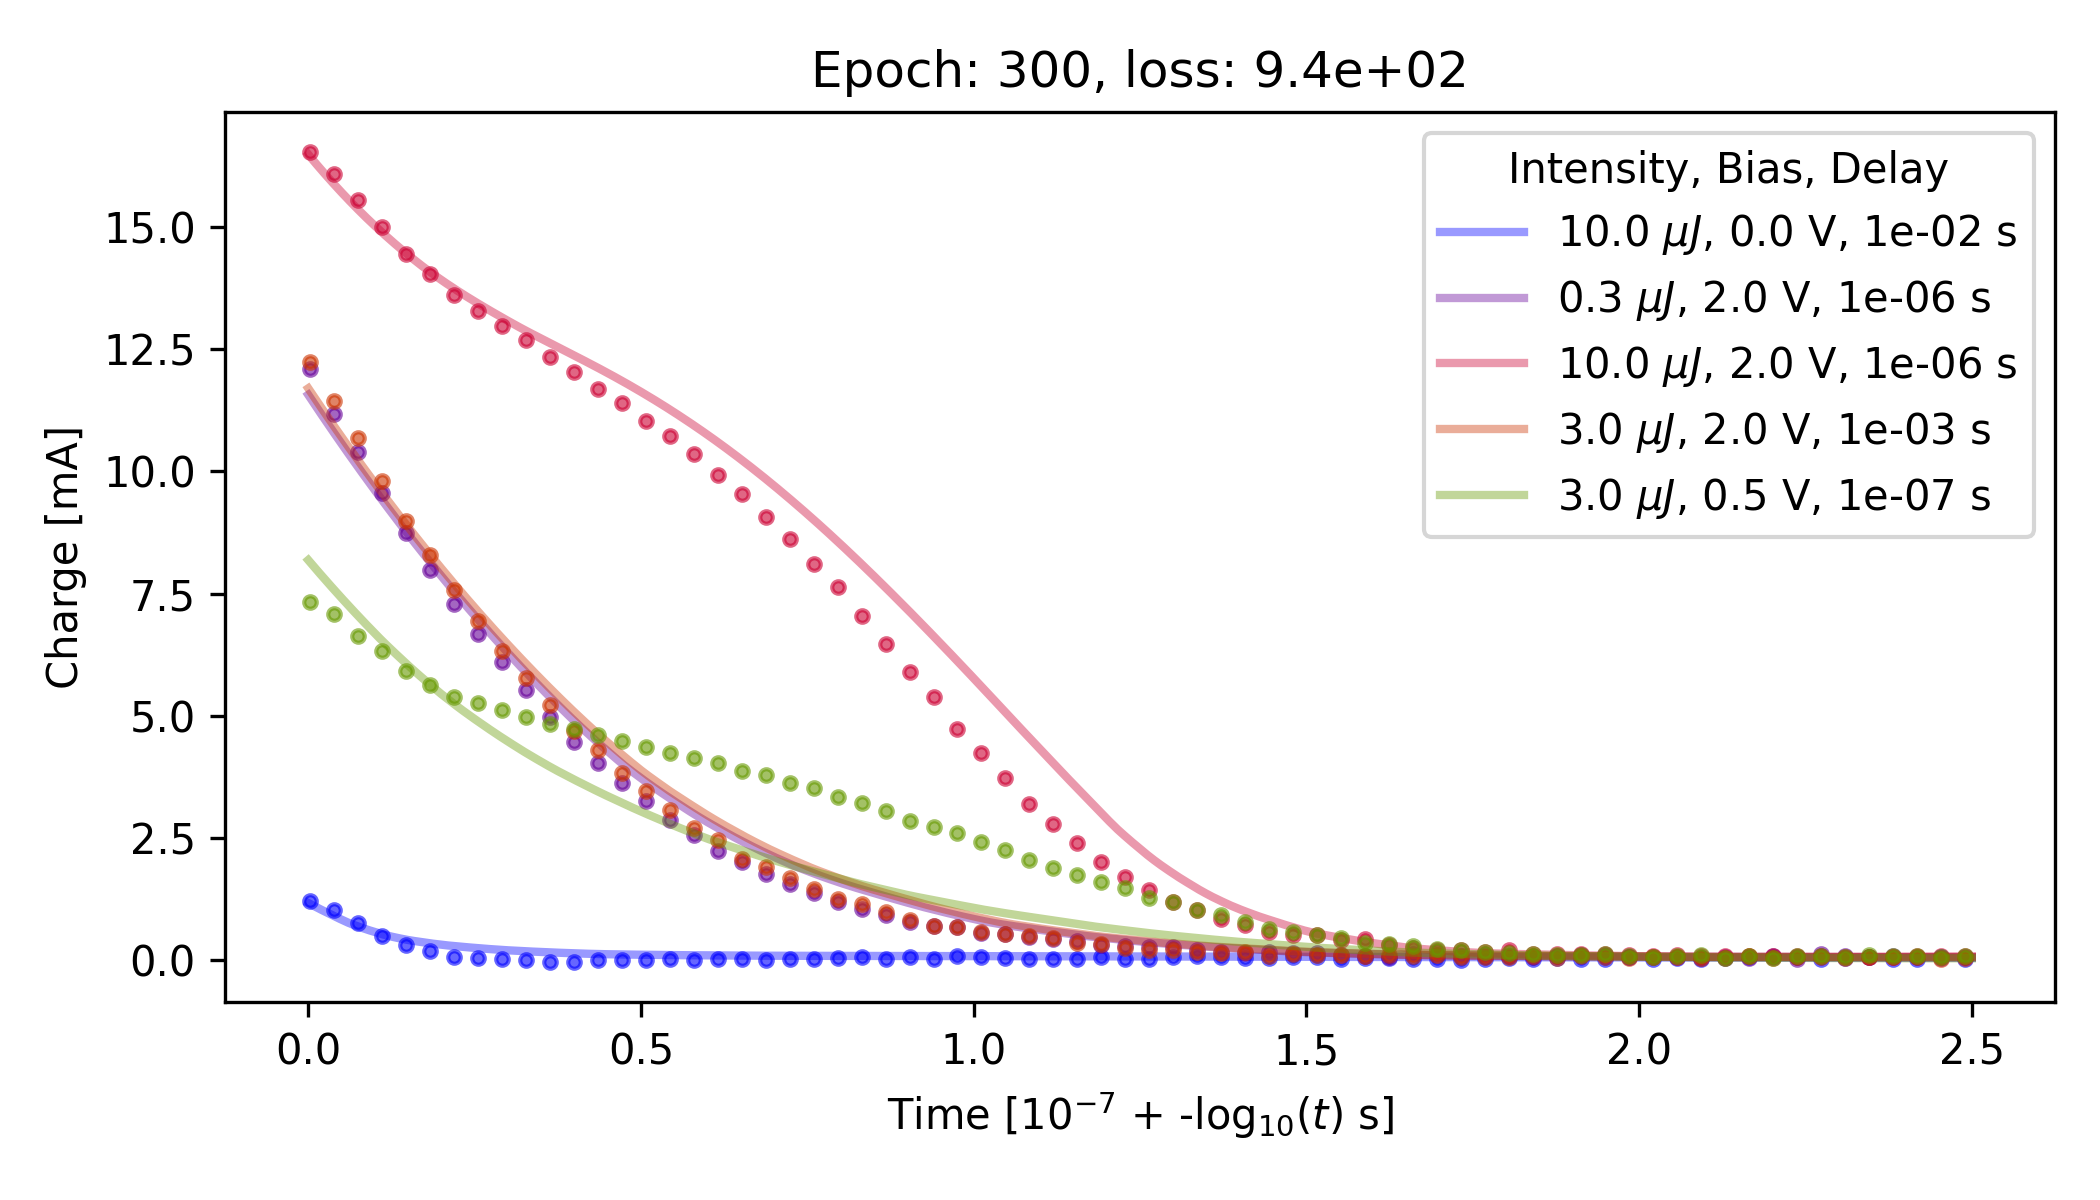 Epoch: 300, loss: 9.4e+02
Intensity, Bias, Delay
10.0 μJ, 0.0 V, 1e-02 s
0.3 μJ, 2.0 V, 1e-06 s
10.0 μJ, 2.0 V, 1e-06 s
3.0 μJ, 2.0 V, 1e-03 s
3.0 μJ, 0.5 V, 1e-07 s
Charge [mA]
15.0
12.5
10.0
7.5
5.0
2.5
0.0
0.0 0.5 1.0 1.5 2.0 2.5
Time [10⁻⁷ + -log₁₀(t) s]